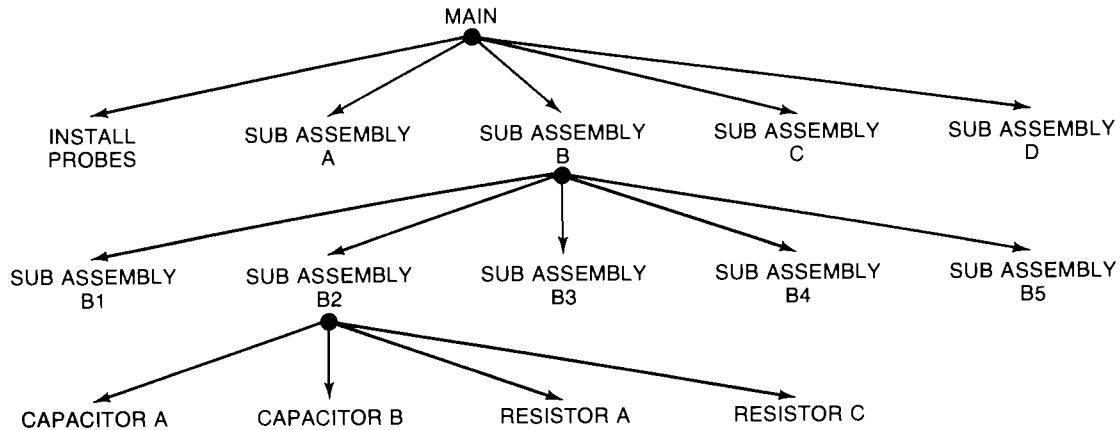 MAIN
INSTALL
PROBES
SUB ASSEMBLY
A
SUB ASSEMBLY
B
SUB ASSEMBLY
C
SUB ASSEMBLY
D
SUB ASSEMBLY
B1
SUB ASSEMBLY
B2
SUB ASSEMBLY
B3
SUB ASSEMBLY
B4
SUB ASSEMBLY
B5
CAPACITOR A
CAPACITOR B
RESISTOR A
RESISTOR C